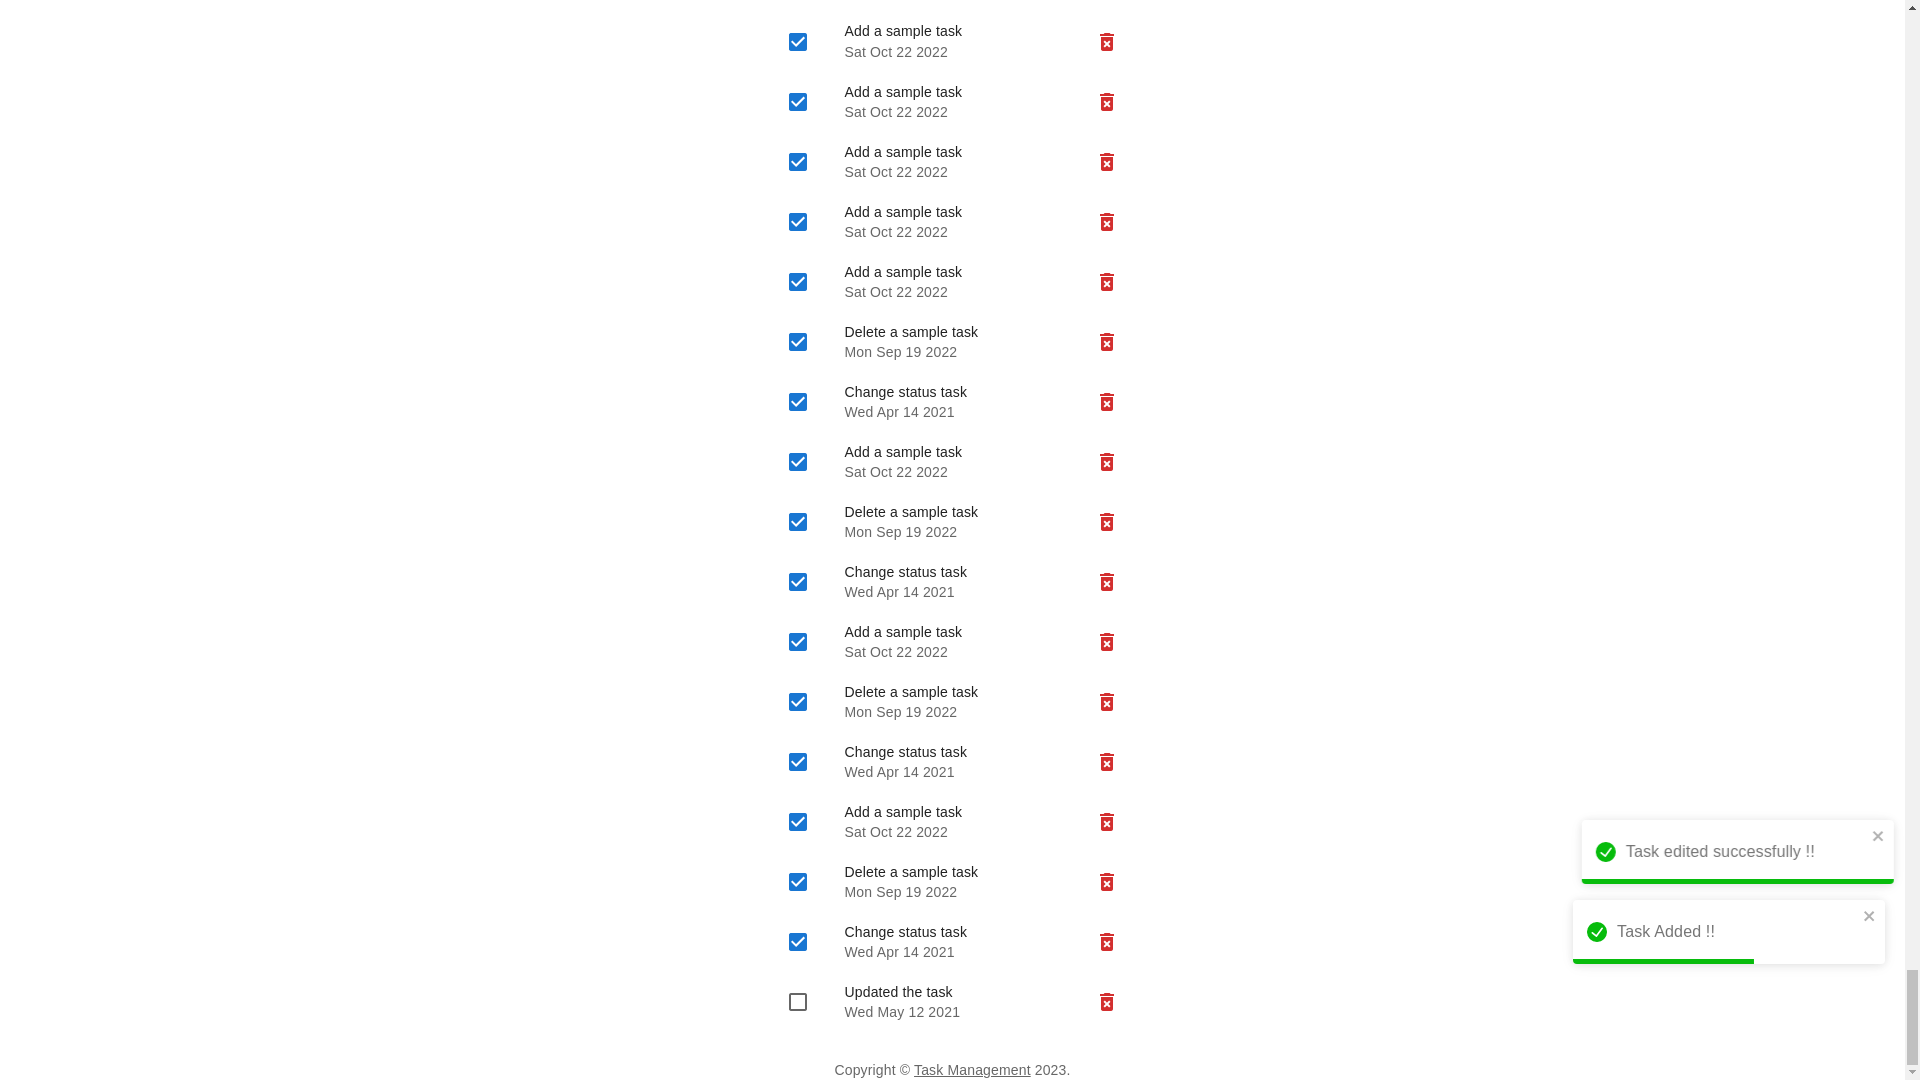 Add a sample task
Sat Oct 22 2022
Add a sample task
Sat Oct 22 2022
Add a sample task
Sat Oct 22 2022
Add a sample task
Sat Oct 22 2022
Add a sample task
Sat Oct 22 2022
Delete a sample task
Mon Sep 19 2022
Change status task
Wed Apr 14 2021
Add a sample task
Sat Oct 22 2022
Delete a sample task
Mon Sep 19 2022
Change status task
Wed Apr 14 2021
Add a sample task
Sat Oct 22 2022
Delete a sample task
Mon Sep 19 2022
Change status task
Wed Apr 14 2021
Add a sample task
Sat Oct 22 2022
Delete a sample task
Mon Sep 19 2022
Change status task
Wed Apr 14 2021
Updated the task
Wed May 12 2021
Copyright © Task Management 2023.
Task edited successfully !!
Task Added !!